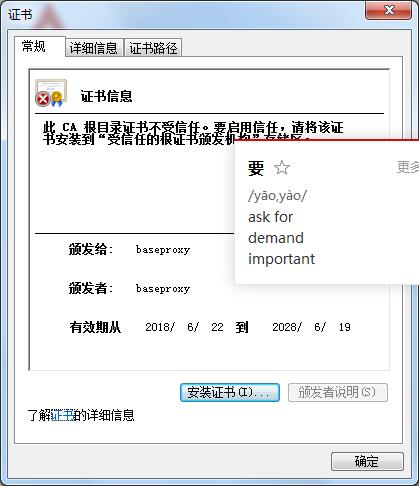 证书
常规
详细信息
证书路径
证书信息
此 CA 根目录证书不受信任。要启用信任，请将该证
书安装到“受信任的根证书颁发机构”存储区。
要
更多
/yāo,yào/
ask for
demand
important
颁发给： baseproxy
颁发者： baseproxy
有效期从 2018/ 6/ 22 到 2028/ 6/ 19
安装证书(I)...
颁发者说明(S)
了解证书的详细信息
确定